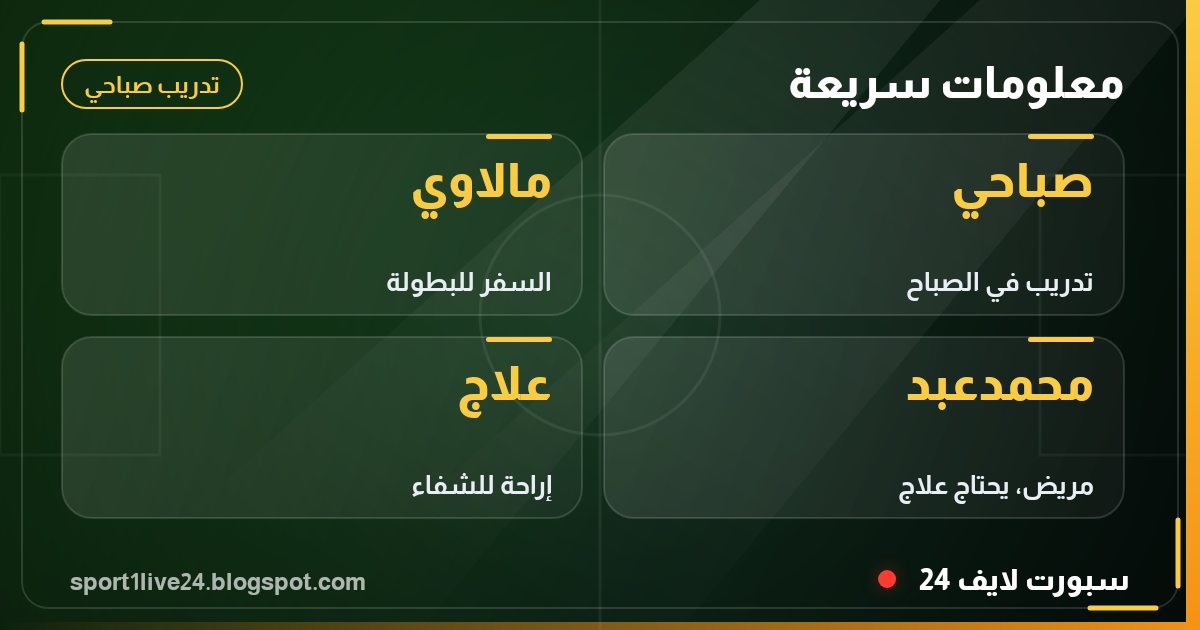 معلومات سريعة
تدريب صباحي
صباحي
تدريب في الصباح
مالاوي
السفر للبطولة
محمدعبد
مريض، يحتاج علاج
علاج
إراحة للشفاء
سبورت لايف 24
sport1live24.blogspot.com